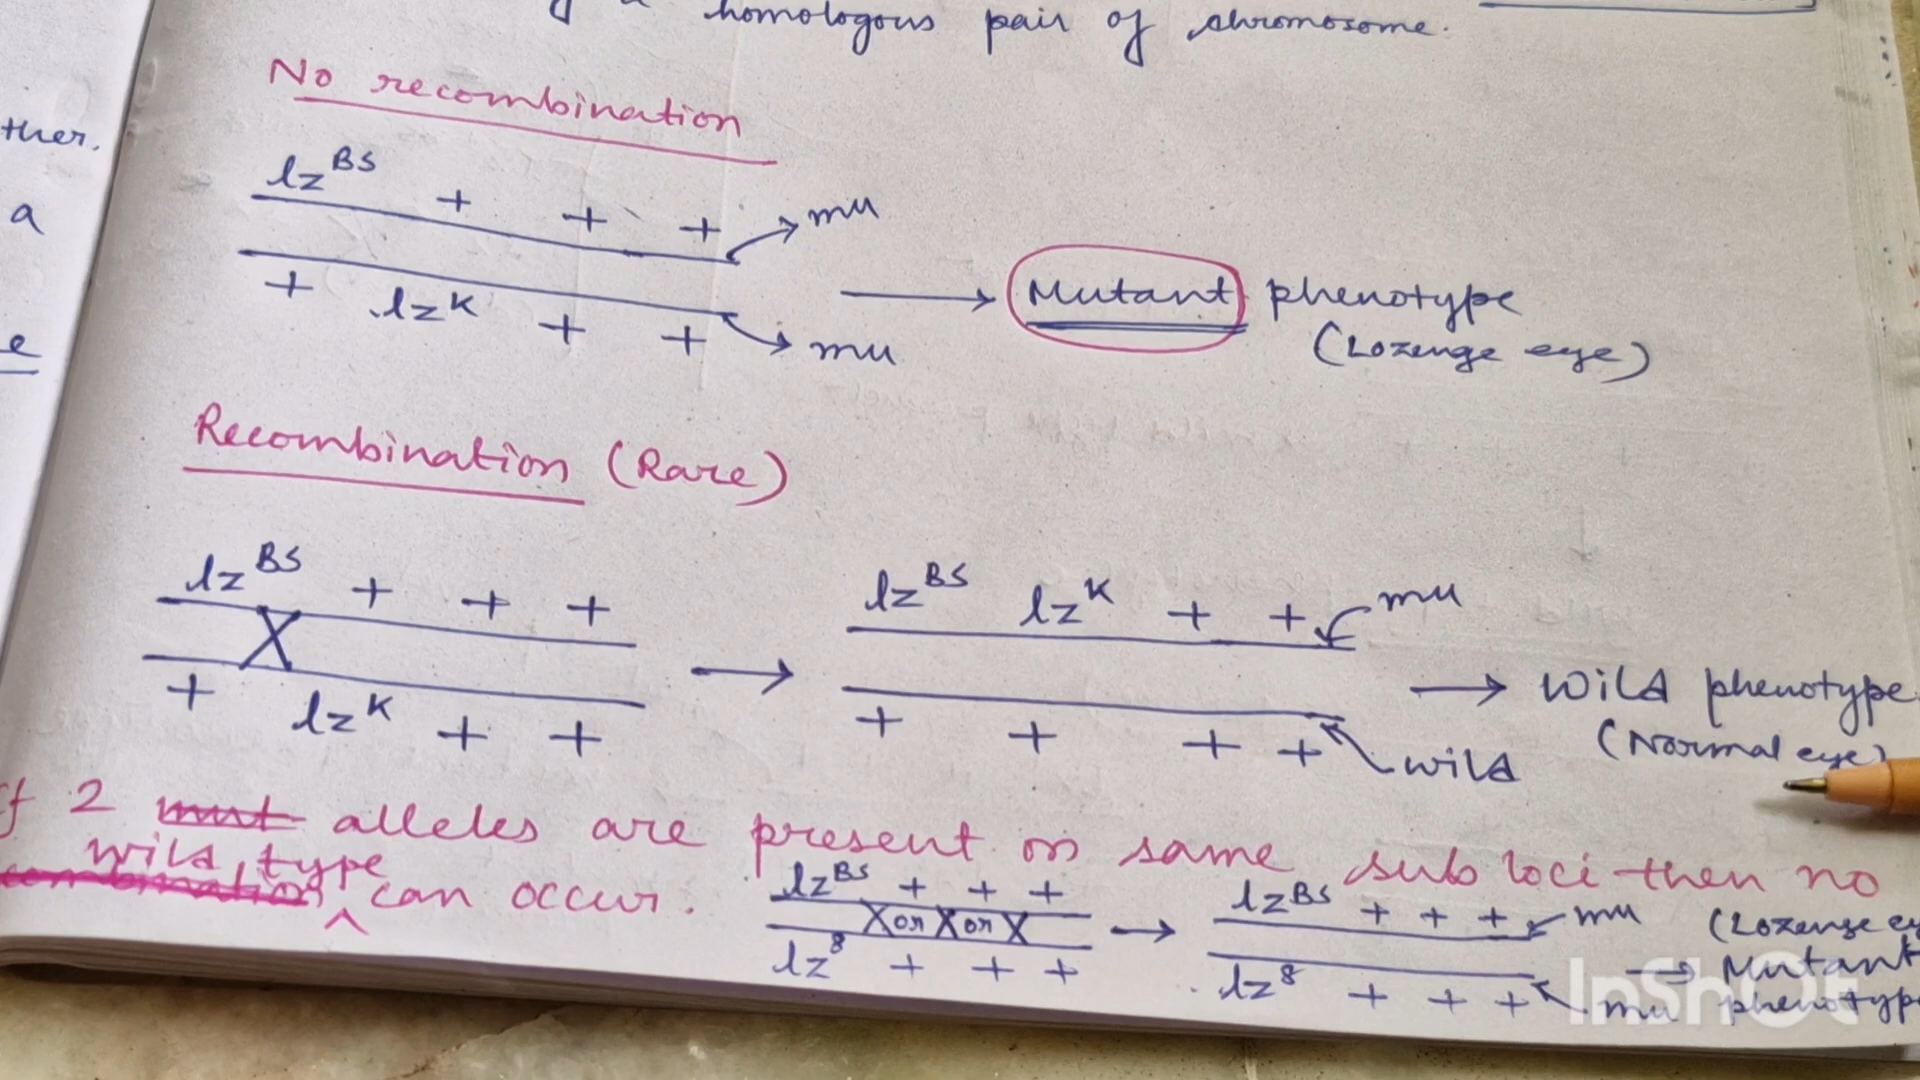 homologous pair of chromosome.
ther.
a
e
No recombination
lz^BS + + + mu
+ lz^K + + mu
Mutant phenotype
(Lozenge eye)
Recombination (Rare)
lz^BS + + +
X
+ lz^K + +
lz^BS lz^K + + mu
+ + + + wild
Wild phenotype
(Normal eye)
If 2 alleles are present on same sub loci then no
wild type
can occur.
lz^BS + + +
X or X or X
lz^8 + + +
lz^BS + + + mu
lz^8 + + + mu
(Lozenge ey
Mutant
phenotype
InShOt